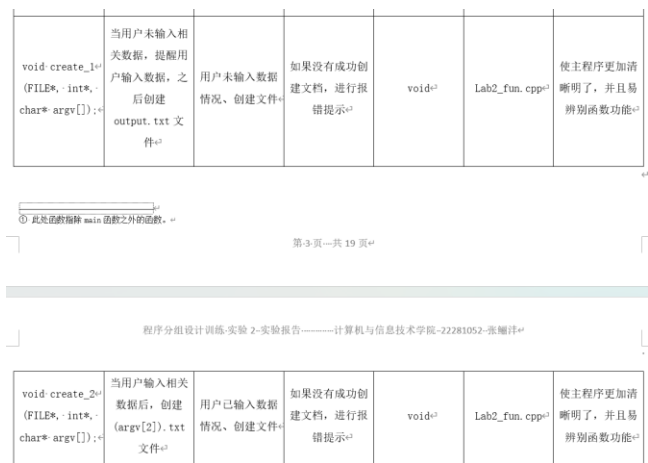 void create_1
(FILE*, int*,
char* argv[]);
当用户未输入相
关数据，提醒用
户输入数据，之
后创建
output.txt 文
件
用户未输入数据
情况、创建文件
如果没有成功创
建文档，进行报
错提示
void
Lab2_fun.cpp
使主程序更加清
晰明了，并且易
辨别函数功能
① 此处函数指除 main 函数之外的函数。
第·3·页····共 19 页
程序分组设计训练-实验 2-实验报告············计算机与信息技术学院-22281052-张鲡沣
void create_2
(FILE*, int*,
char* argv[]);
当用户输入相关
数据后，创建
(argv[2]).txt
文件
用户已输入数据
情况、创建文件
如果没有成功创
建文档，进行报
错提示
void
Lab2_fun.cpp
使主程序更加清
晰明了，并且易
辨别函数功能